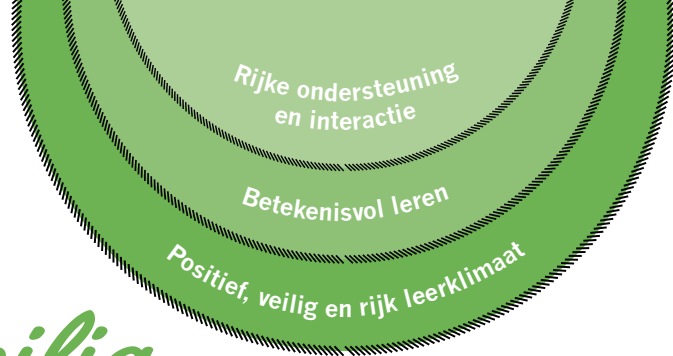 Rijke ondersteuning
en interactie
Betekenisvol leren
Positief, veilig en rijk leerklimaat